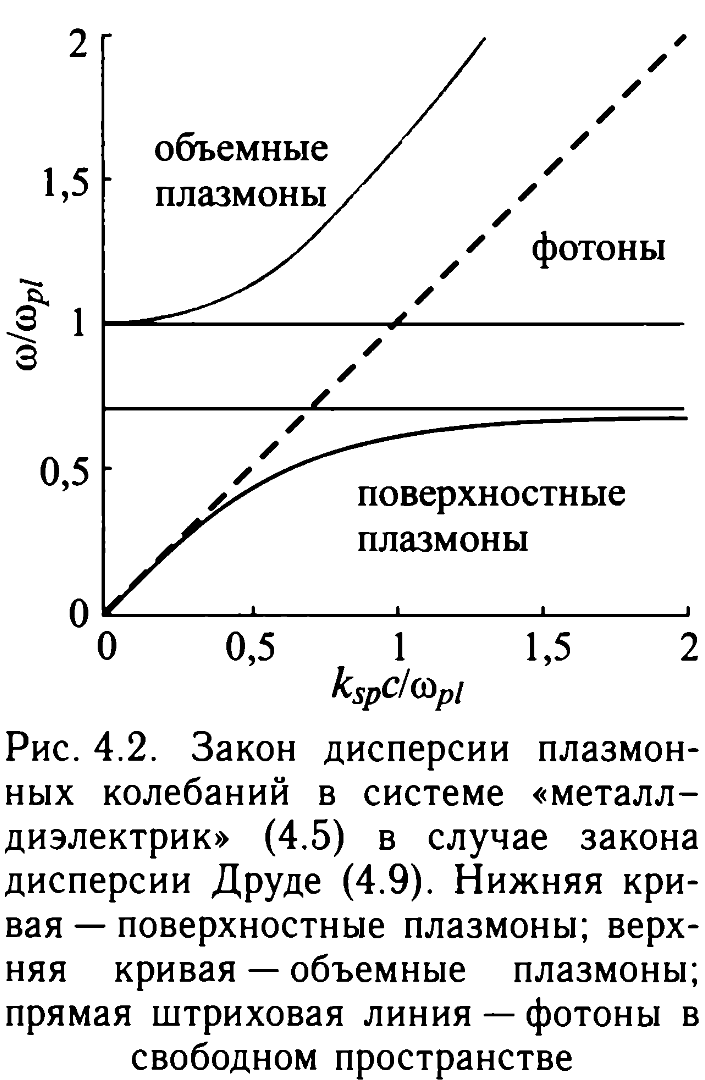 2
объемные
плазмоны
1,5
фотоны
ω/ω_pl
1
0,5
поверхностные
плазмоны
0
0 0,5 1 1,5 2
k_sp c/ω_pl
Рис. 4.2. Закон дисперсии плазмон-
ных колебаний в системе «металл–
диэлектрик» (4.5) в случае закона
дисперсии Друде (4.9). Нижняя кри-
вая — поверхностные плазмоны; верх-
няя кривая — объемные плазмоны;
прямая штриховая линия — фотоны в
свободном пространстве